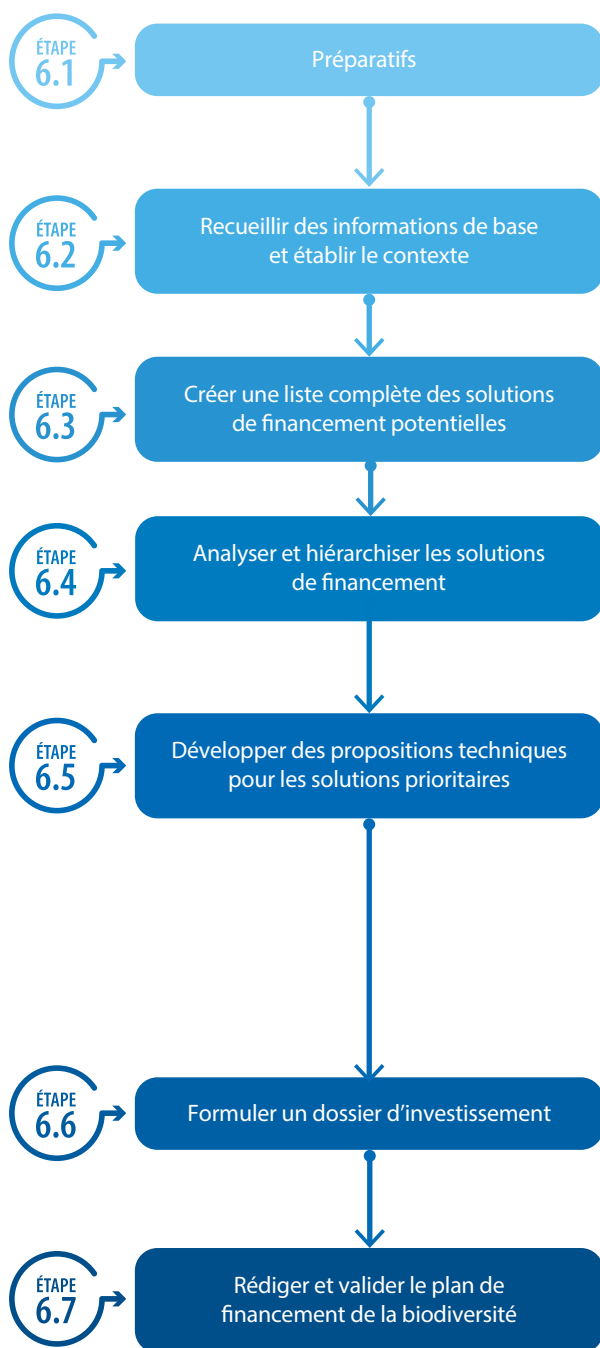 ÉTAPE
6.1
Préparatifs
ÉTAPE
6.2
Recueillir des informations de base
et établir le contexte
ÉTAPE
6.3
Créer une liste complète des solutions
de financement potentielles
ÉTAPE
6.4
Analyser et hiérarchiser les solutions
de financement
ÉTAPE
6.5
Développer des propositions techniques
pour les solutions prioritaires
ÉTAPE
6.6
Formuler un dossier d’investissement
ÉTAPE
6.7
Rédiger et valider le plan de
financement de la biodiversité